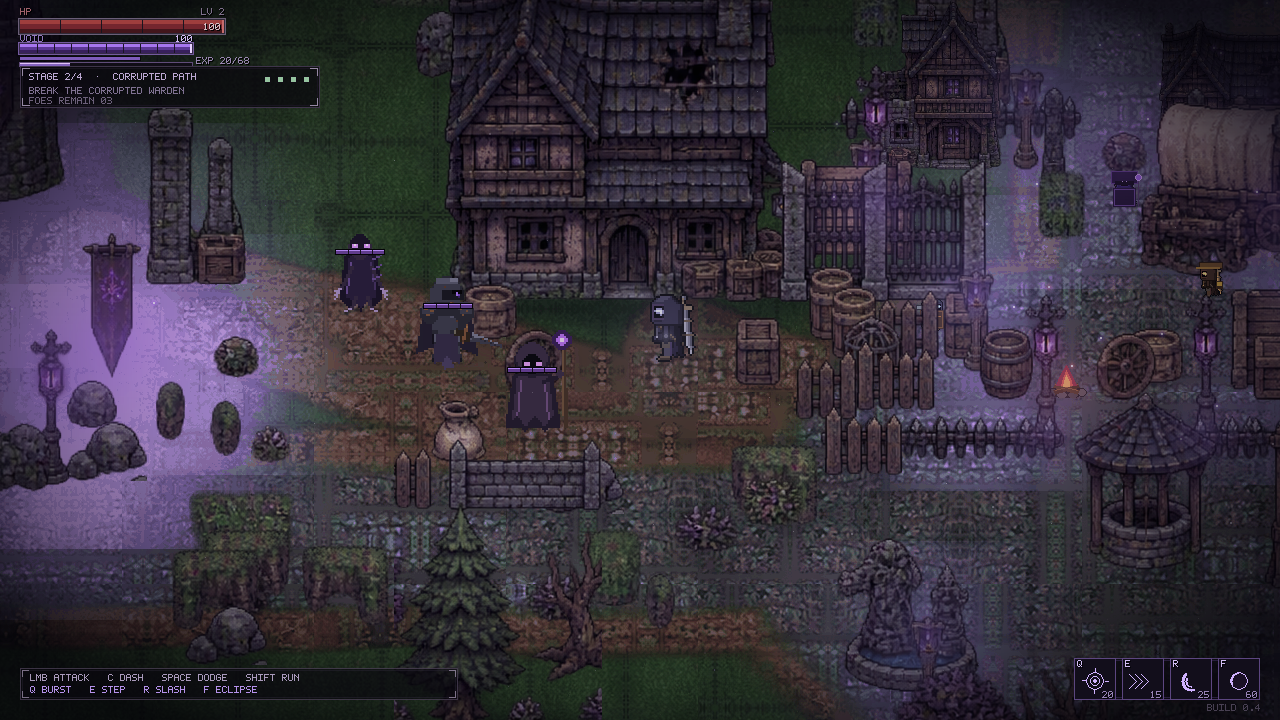 HP LV 2
100
VOID 100
EXP 20/68
STAGE 2/4 · CORRUPTED PATH
BREAK THE CORRUPTED WARDEN
FOES REMAIN 03
LMB ATTACK C DASH SPACE DODGE SHIFT RUN
Q BURST E STEP R SLASH F ECLIPSE
Q E R F
20 15 25 60
BUILD 0.4